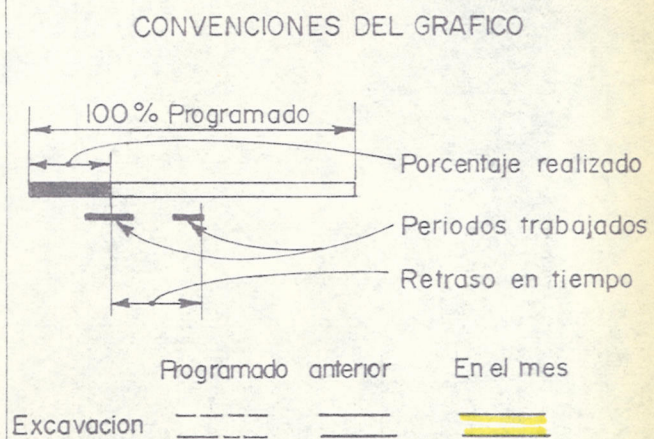 CONVENCIONES DEL GRAFICO
100% Programado
Porcentaje realizado
Periodos trabajados
Retraso en tiempo
Programado anterior En el mes
Excavacion